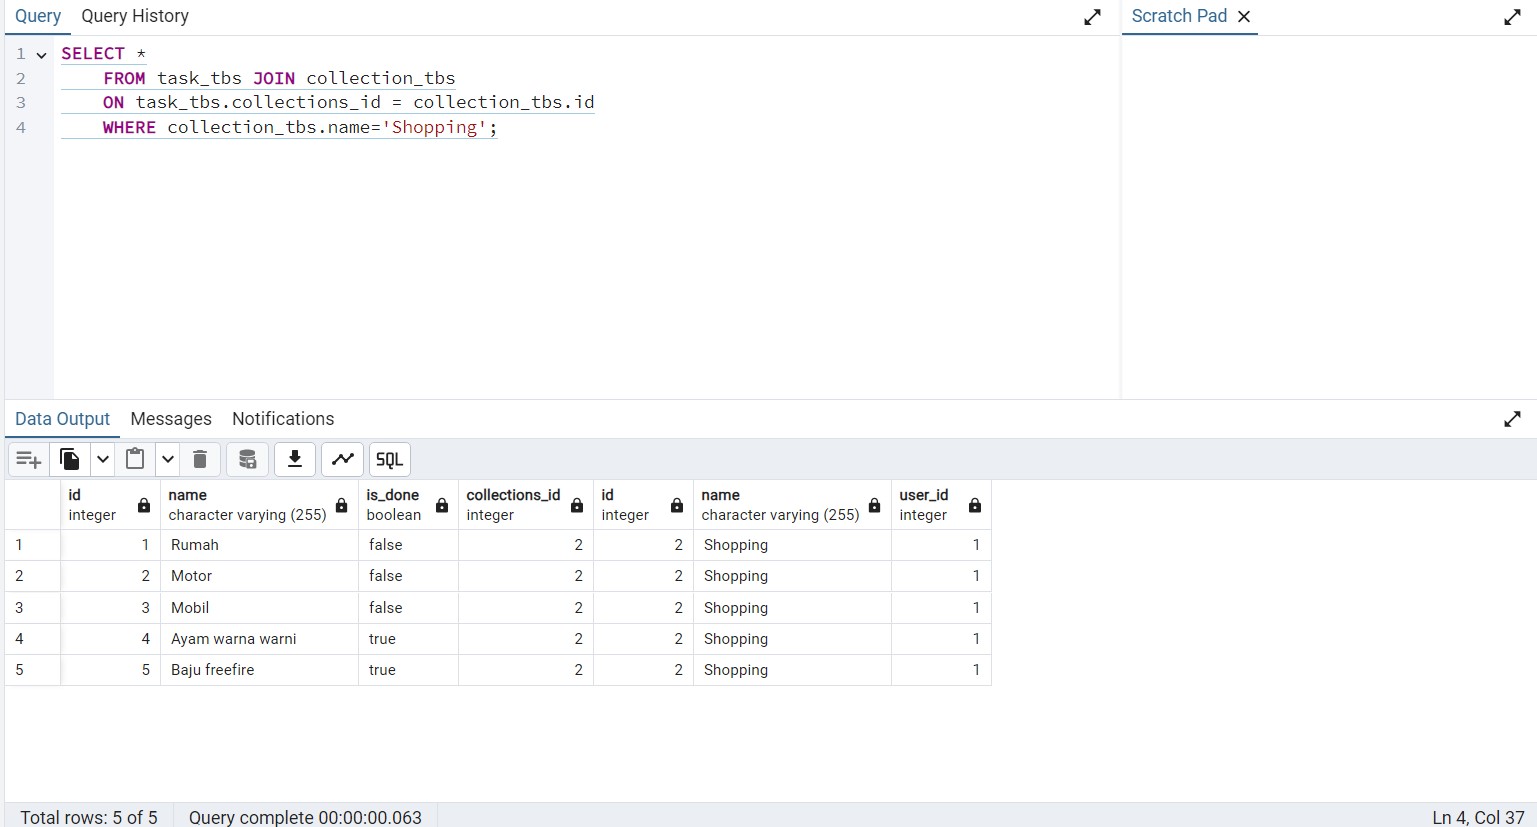 Query Query History
Scratch Pad
1 SELECT *
2 FROM task_tbs JOIN collection_tbs
3 ON task_tbs.collections_id = collection_tbs.id
4 WHERE collection_tbs.name='Shopping';
Data Output Messages Notifications
SQL
id name is_done collections_id id name user_id
integer character varying (255) boolean integer integer character varying (255) integer
1 1 Rumah false 2 2 Shopping 1
2 2 Motor false 2 2 Shopping 1
3 3 Mobil false 2 2 Shopping 1
4 4 Ayam warna warni true 2 2 Shopping 1
5 5 Baju freefire true 2 2 Shopping 1
Total rows: 5 of 5 Query complete 00:00:00.063 Ln 4, Col 37